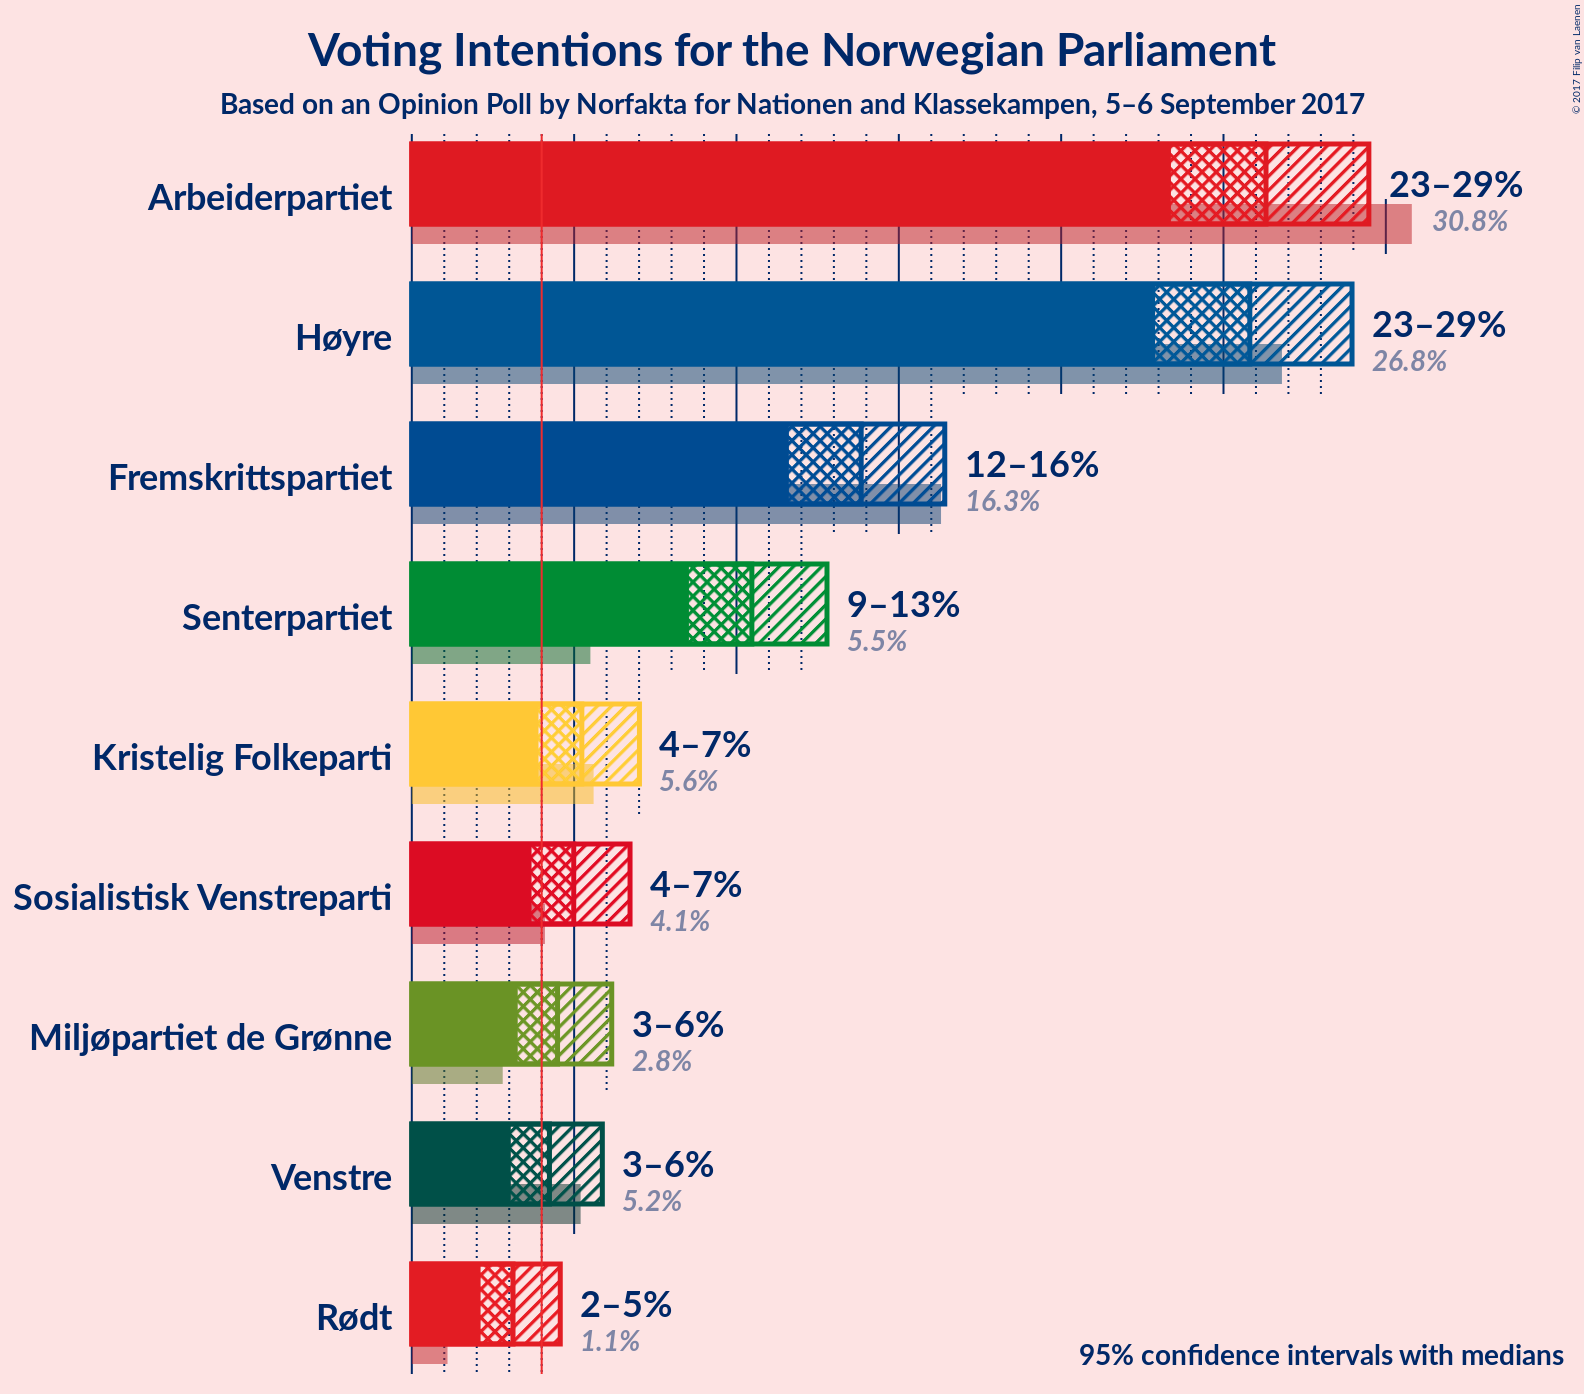 Voting Intentions for the Norwegian Parliament
Based on an Opinion Poll by Norfakta for Nationen and Klassekampen, 5–6 September 2017
© 2017 Filip van Laenen
Arbeiderpartiet
23–29%
30.8%
Høyre
23–29%
26.8%
Fremskrittspartiet
12–16%
16.3%
Senterpartiet
9–13%
5.5%
Kristelig Folkeparti
4–7%
5.6%
Sosialistisk Venstreparti
4–7%
4.1%
Miljøpartiet de Grønne
3–6%
2.8%
Venstre
3–6%
5.2%
Rødt
2–5%
1.1%
95% confidence intervals with medians